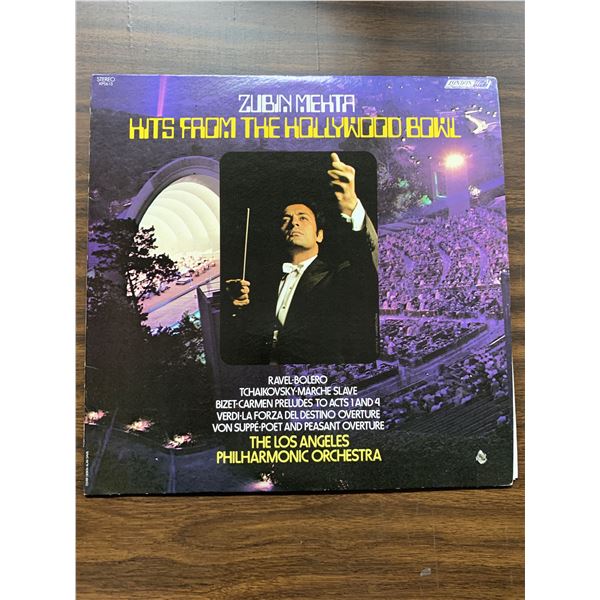 STEREO
LONDON
ZUBIN MEHTA
HITS FROM THE HOLLYWOOD BOWL
RAVEL·BOLERO
TCHAIKOVSKY·MARCHE SLAVE
BIZET·CARMEN PRELUDES TO ACTS 1 AND 4
VERDI·LA FORZA DEL DESTINO OVERTURE
VON SUPPÉ·POET AND PEASANT OVERTURE
THE LOS ANGELES
PHILHARMONIC ORCHESTRA